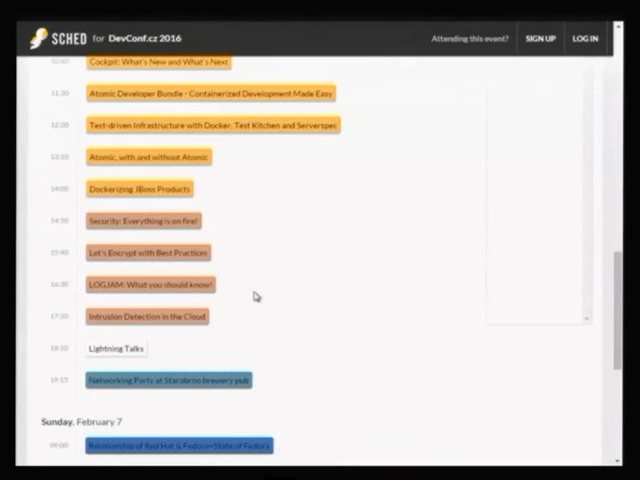 SCHED for DevConf.cz 2016
Attending this event?
SIGN UP
LOG IN
10:40 Cockpit: What's New and What's Next
11:30 Atomic Developer Bundle - Containerized Development Made Easy
12:20 Test-driven Infrastructure with Docker, Test Kitchen and Serverspec
13:10 Atomic, with and without Atomic
14:00 Dockerizing JBoss Products
14:50 Security: Everything is on fire!
15:40 Let's Encrypt with Best Practices
16:30 LOGJAM: What you should know!
17:20 Intrusion Detection in the Cloud
18:10 Lightning Talks
19:15 Networking Party at Starobrno brewery pub
Sunday, February 7
09:00 Relationship of Red Hat & Fedora+State of Fedora